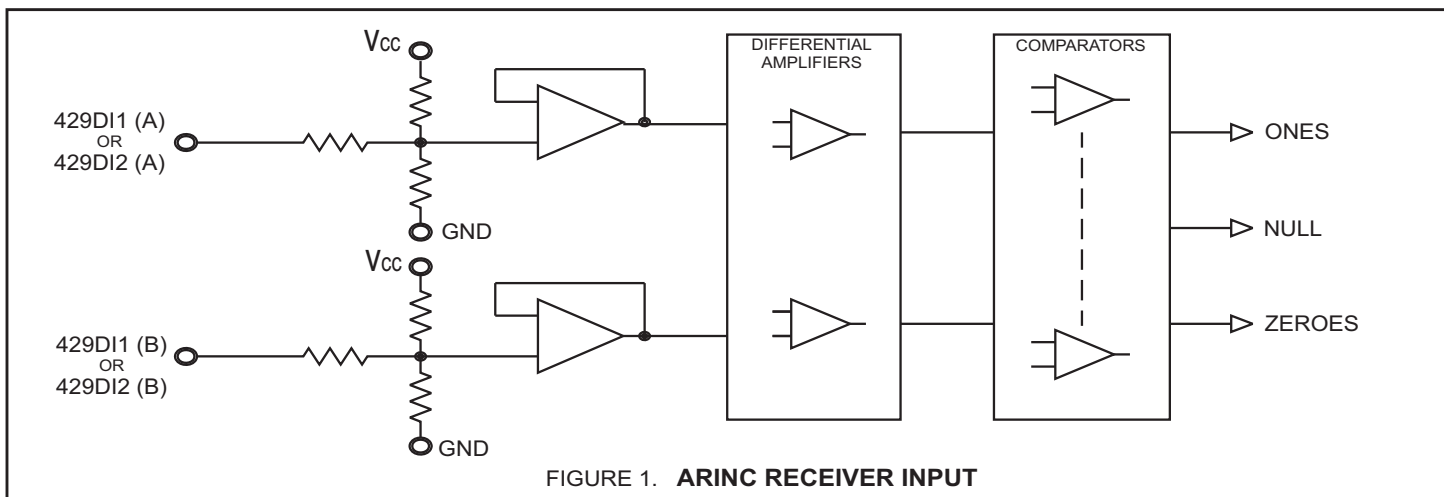 VCC
DIFFERENTIAL
AMPLIFIERS
COMPARATORS
429DI1 (A)
OR
429DI2 (A)
ONES
GND
NULL
VCC
429DI1 (B)
OR
429DI2 (B)
ZEROES
GND
FIGURE 1. ARINC RECEIVER INPUT